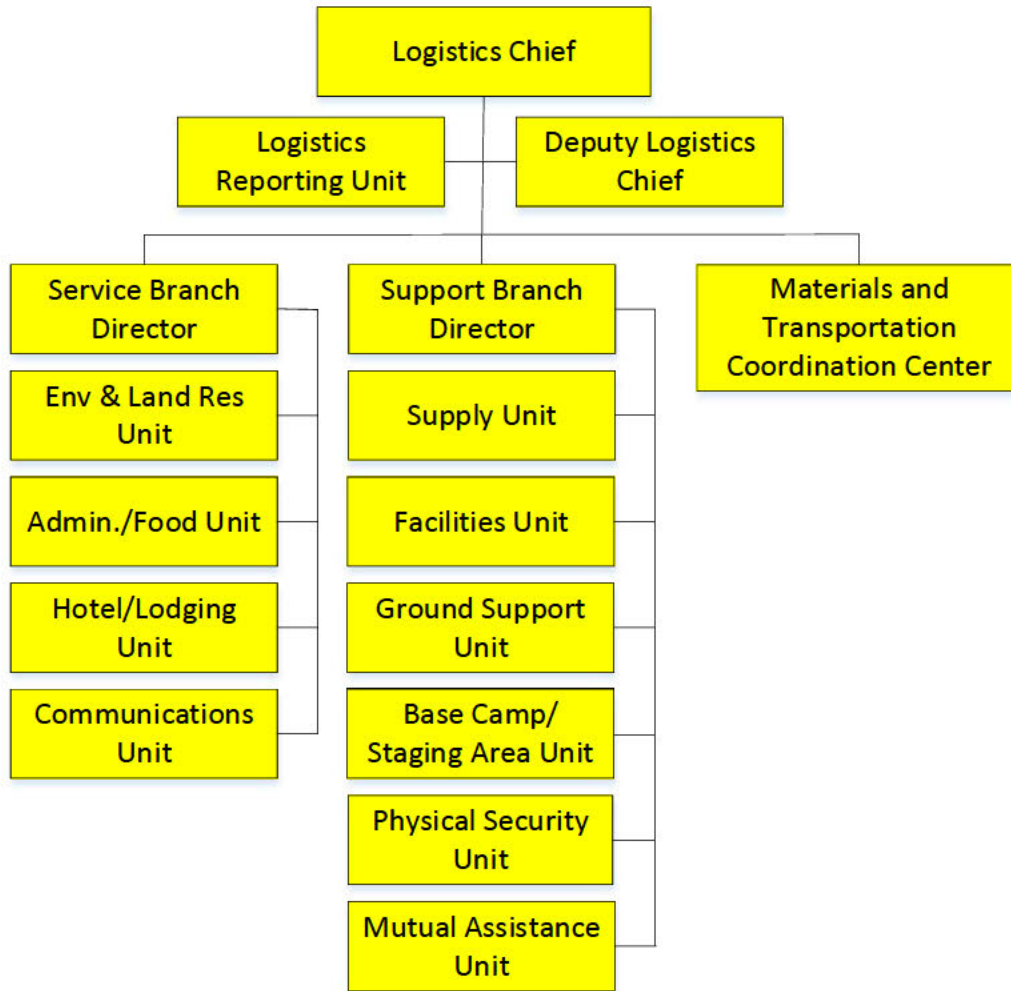 Logistics Chief
Logistics
Reporting Unit
Deputy Logistics
Chief
Service Branch
Director
Env & Land Res
Unit
Admin./Food Unit
Hotel/Lodging
Unit
Communications
Unit
Support Branch
Director
Supply Unit
Facilities Unit
Ground Support
Unit
Base Camp/
Staging Area Unit
Physical Security
Unit
Mutual Assistance
Unit
Materials and
Transportation
Coordination Center